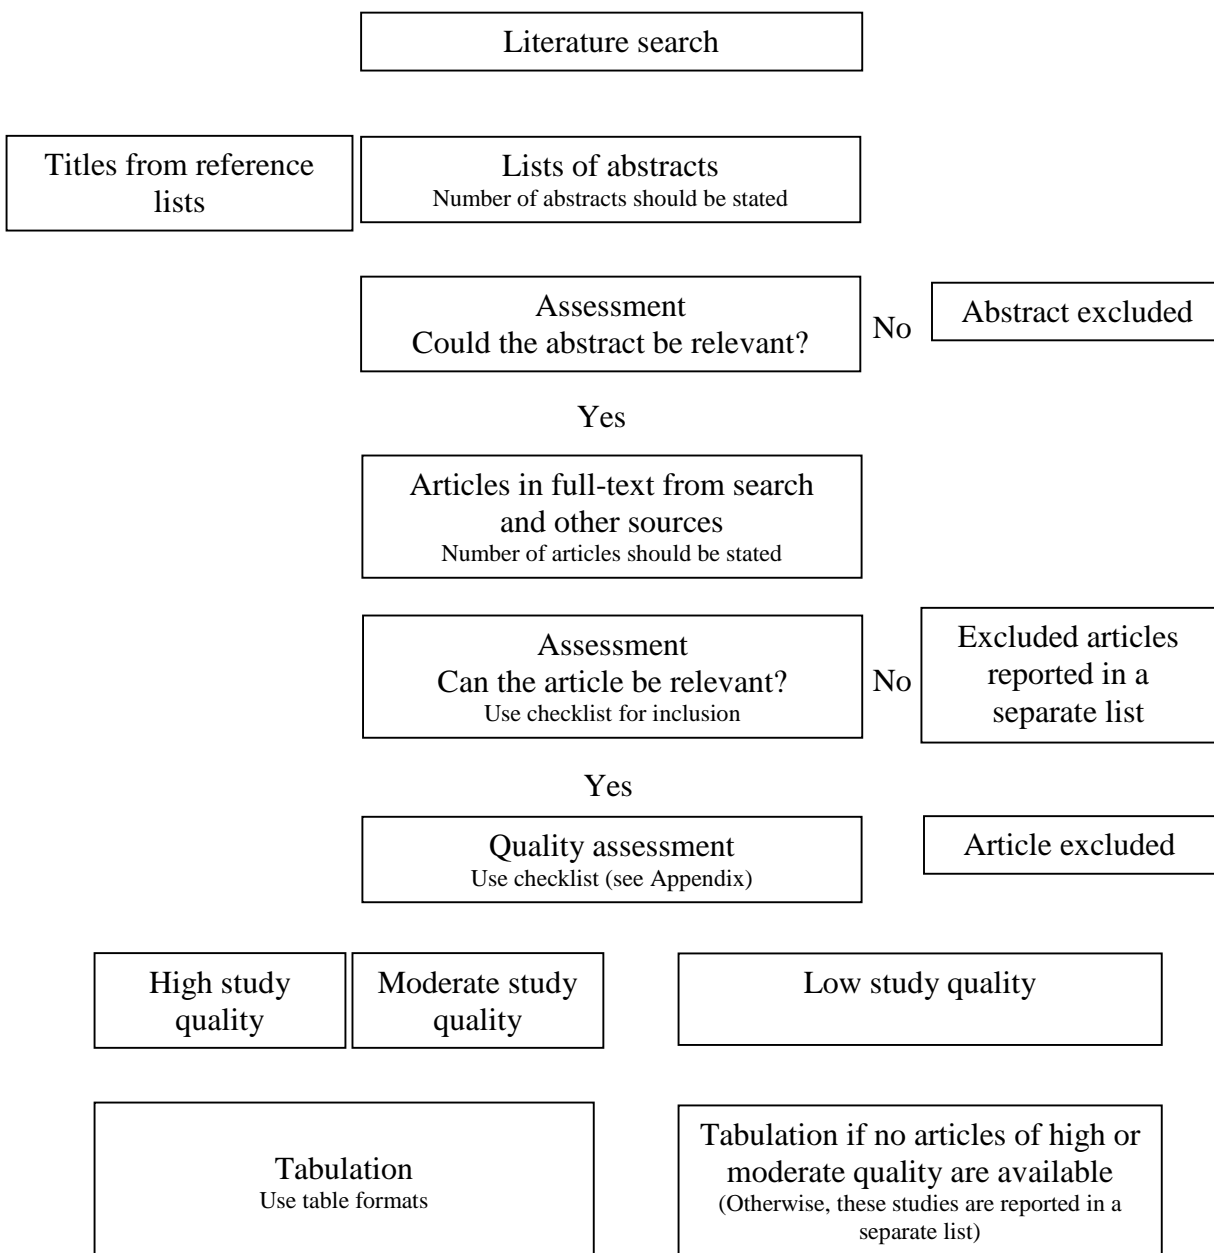 Literature search
Titles from reference
lists
Lists of abstracts
Number of abstracts should be stated
Assessment
Could the abstract be relevant?
No
Abstract excluded
Yes
Articles in full-text from search
and other sources
Number of articles should be stated
Assessment
Can the article be relevant?
Use checklist for inclusion
No
Excluded articles
reported in a
separate list
Yes
Quality assessment
Use checklist (see Appendix)
Article excluded
High study
quality
Moderate study
quality
Low study quality
Tabulation
Use table formats
Tabulation if no articles of high or
moderate quality are available
(Otherwise, these studies are reported in a
separate list)